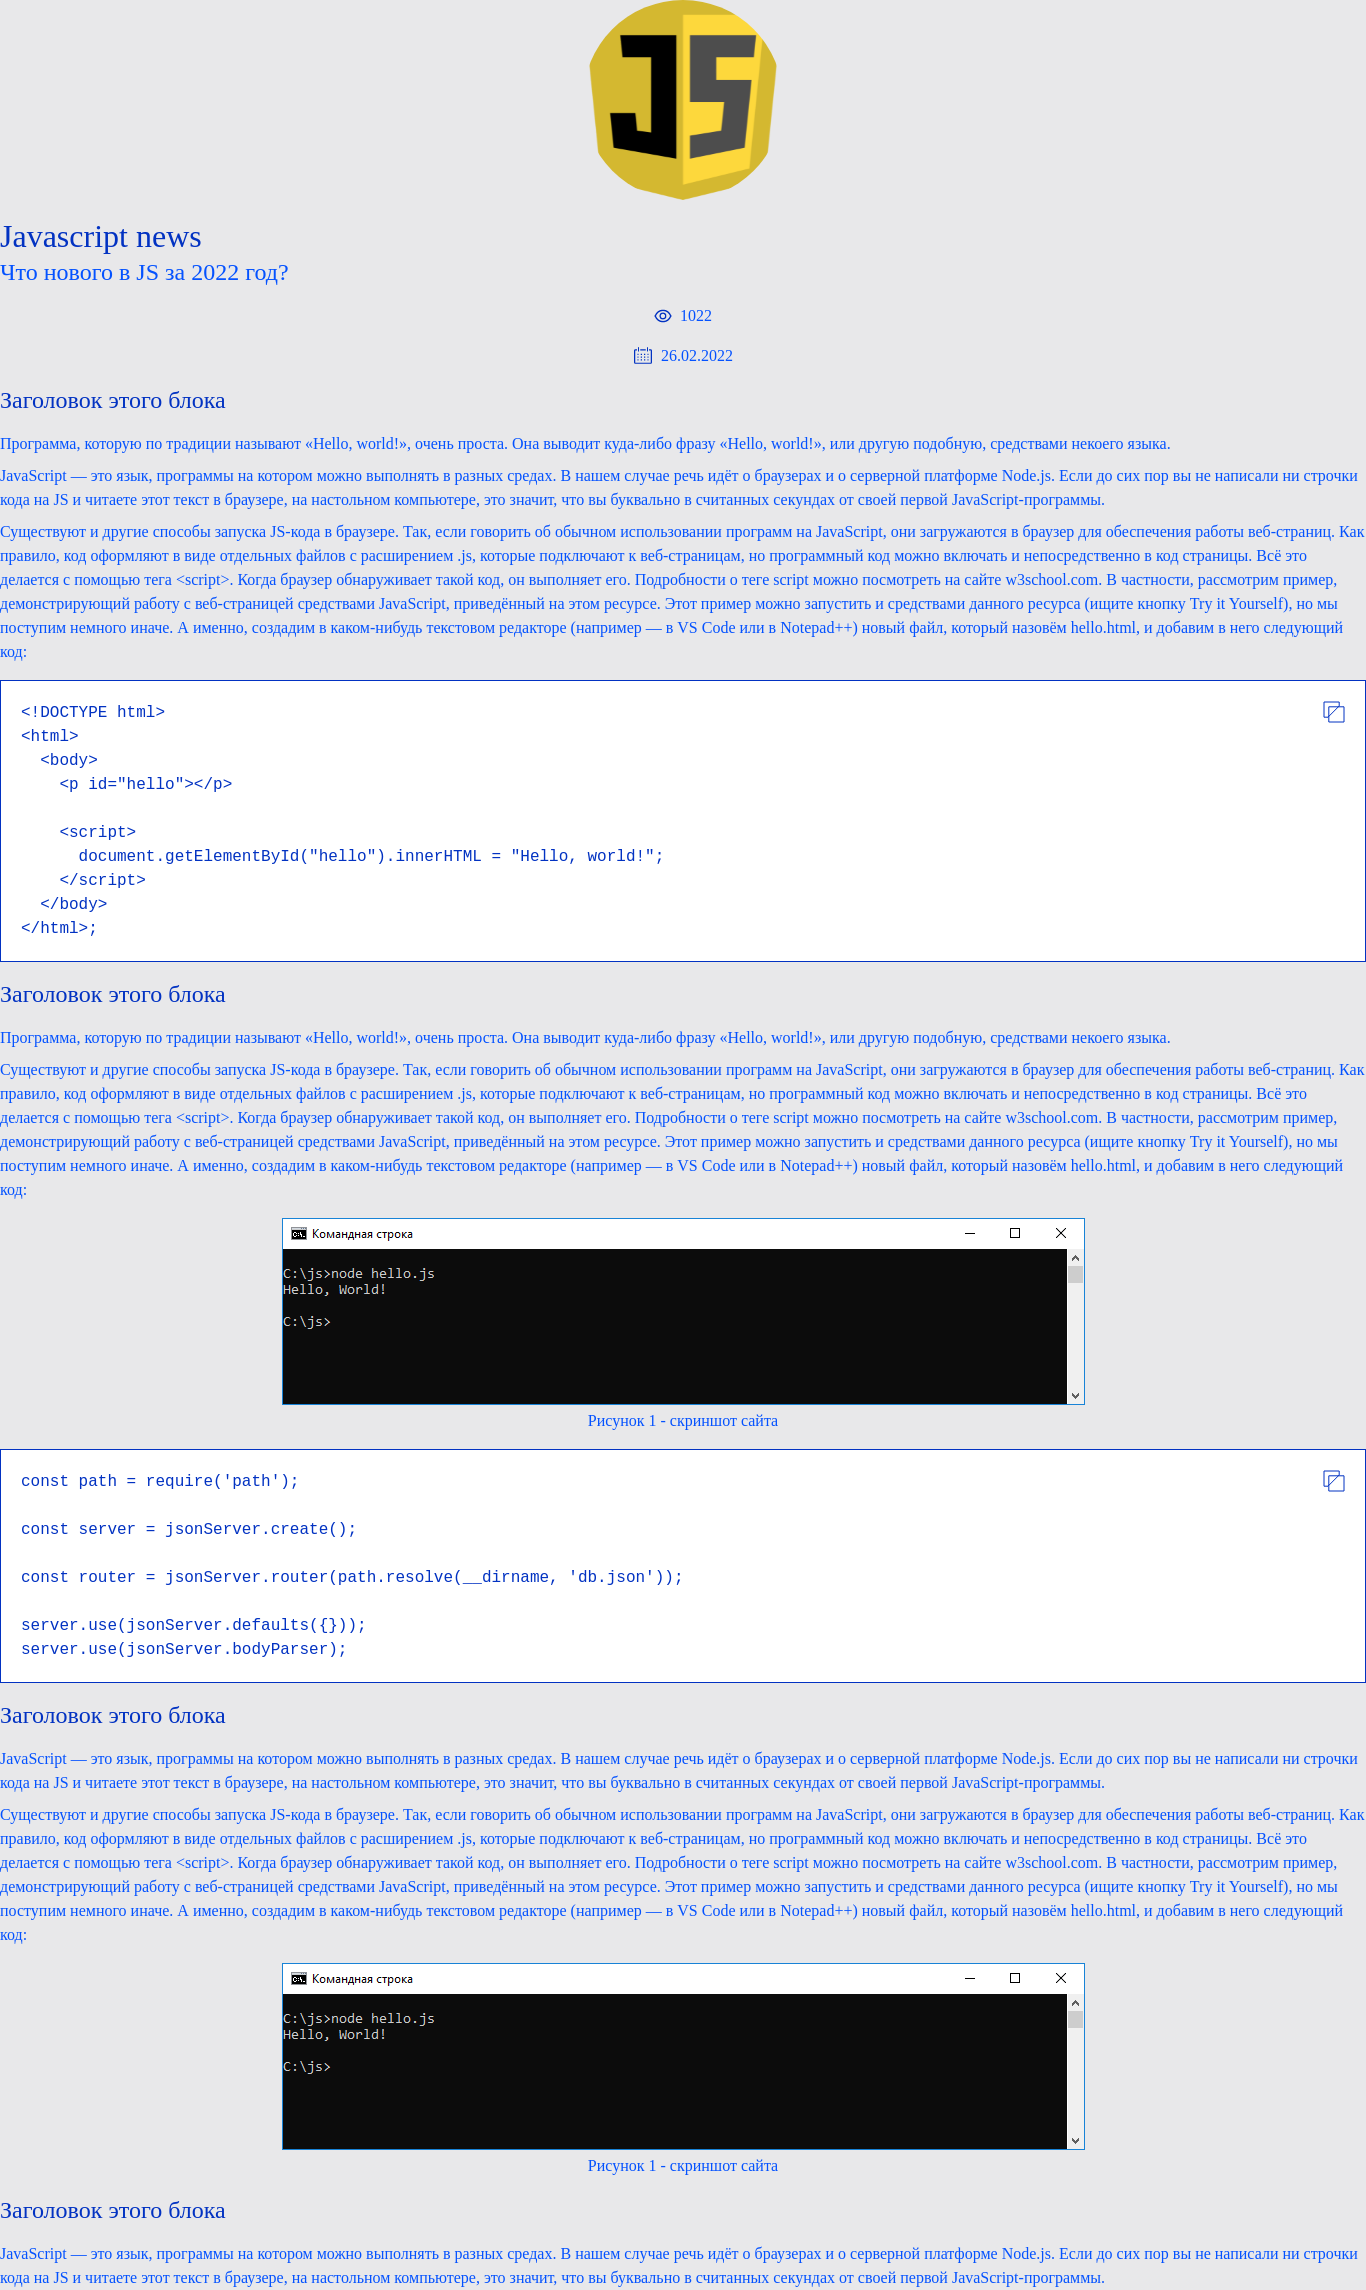 JS
Javascript news
Что нового в JS за 2022 год?
1022
26.02.2022
Заголовок этого блока
Программа, которую по традиции называют «Hello, world!», очень проста. Она выводит куда-либо фразу «Hello, world!», или другую подобную, средствами некоего языка.
JavaScript — это язык, программы на котором можно выполнять в разных средах. В нашем случае речь идёт о браузерах и о серверной платформе Node.js. Если до сих пор вы не написали ни строчки
кода на JS и читаете этот текст в браузере, на настольном компьютере, это значит, что вы буквально в считанных секундах от своей первой JavaScript-программы.
Существуют и другие способы запуска JS-кода в браузере. Так, если говорить об обычном использовании программ на JavaScript, они загружаются в браузер для обеспечения работы веб-страниц. Как
правило, код оформляют в виде отдельных файлов с расширением .js, которые подключают к веб-страницам, но программный код можно включать и непосредственно в код страницы. Всё это
делается с помощью тега <script>. Когда браузер обнаруживает такой код, он выполняет его. Подробности о теге script можно посмотреть на сайте w3school.com. В частности, рассмотрим пример,
демонстрирующий работу с веб-страницей средствами JavaScript, приведённый на этом ресурсе. Этот пример можно запустить и средствами данного ресурса (ищите кнопку Try it Yourself), но мы
поступим немного иначе. А именно, создадим в каком-нибудь текстовом редакторе (например — в VS Code или в Notepad++) новый файл, который назовём hello.html, и добавим в него следующий
код:
<!DOCTYPE html>
<html>
  <body>
    <p id="hello"></p>

    <script>
      document.getElementById("hello").innerHTML = "Hello, world!";
    </script>
  </body>
</html>;
Заголовок этого блока
Программа, которую по традиции называют «Hello, world!», очень проста. Она выводит куда-либо фразу «Hello, world!», или другую подобную, средствами некоего языка.
Существуют и другие способы запуска JS-кода в браузере. Так, если говорить об обычном использовании программ на JavaScript, они загружаются в браузер для обеспечения работы веб-страниц. Как
правило, код оформляют в виде отдельных файлов с расширением .js, которые подключают к веб-страницам, но программный код можно включать и непосредственно в код страницы. Всё это
делается с помощью тега <script>. Когда браузер обнаруживает такой код, он выполняет его. Подробности о теге script можно посмотреть на сайте w3school.com. В частности, рассмотрим пример,
демонстрирующий работу с веб-страницей средствами JavaScript, приведённый на этом ресурсе. Этот пример можно запустить и средствами данного ресурса (ищите кнопку Try it Yourself), но мы
поступим немного иначе. А именно, создадим в каком-нибудь текстовом редакторе (например — в VS Code или в Notepad++) новый файл, который назовём hello.html, и добавим в него следующий
код:
C:\. Командная строка
C:\js>node hello.js
Hello, World!
C:\js>
Рисунок 1 - скриншот сайта
const path = require('path');

const server = jsonServer.create();

const router = jsonServer.router(path.resolve(__dirname, 'db.json'));

server.use(jsonServer.defaults({}));
server.use(jsonServer.bodyParser);
Заголовок этого блока
JavaScript — это язык, программы на котором можно выполнять в разных средах. В нашем случае речь идёт о браузерах и о серверной платформе Node.js. Если до сих пор вы не написали ни строчки
кода на JS и читаете этот текст в браузере, на настольном компьютере, это значит, что вы буквально в считанных секундах от своей первой JavaScript-программы.
Существуют и другие способы запуска JS-кода в браузере. Так, если говорить об обычном использовании программ на JavaScript, они загружаются в браузер для обеспечения работы веб-страниц. Как
правило, код оформляют в виде отдельных файлов с расширением .js, которые подключают к веб-страницам, но программный код можно включать и непосредственно в код страницы. Всё это
делается с помощью тега <script>. Когда браузер обнаруживает такой код, он выполняет его. Подробности о теге script можно посмотреть на сайте w3school.com. В частности, рассмотрим пример,
демонстрирующий работу с веб-страницей средствами JavaScript, приведённый на этом ресурсе. Этот пример можно запустить и средствами данного ресурса (ищите кнопку Try it Yourself), но мы
поступим немного иначе. А именно, создадим в каком-нибудь текстовом редакторе (например — в VS Code или в Notepad++) новый файл, который назовём hello.html, и добавим в него следующий
код:
C:\. Командная строка
C:\js>node hello.js
Hello, World!
C:\js>
Рисунок 1 - скриншот сайта
Заголовок этого блока
JavaScript — это язык, программы на котором можно выполнять в разных средах. В нашем случае речь идёт о браузерах и о серверной платформе Node.js. Если до сих пор вы не написали ни строчки
кода на JS и читаете этот текст в браузере, на настольном компьютере, это значит, что вы буквально в считанных секундах от своей первой JavaScript-программы.